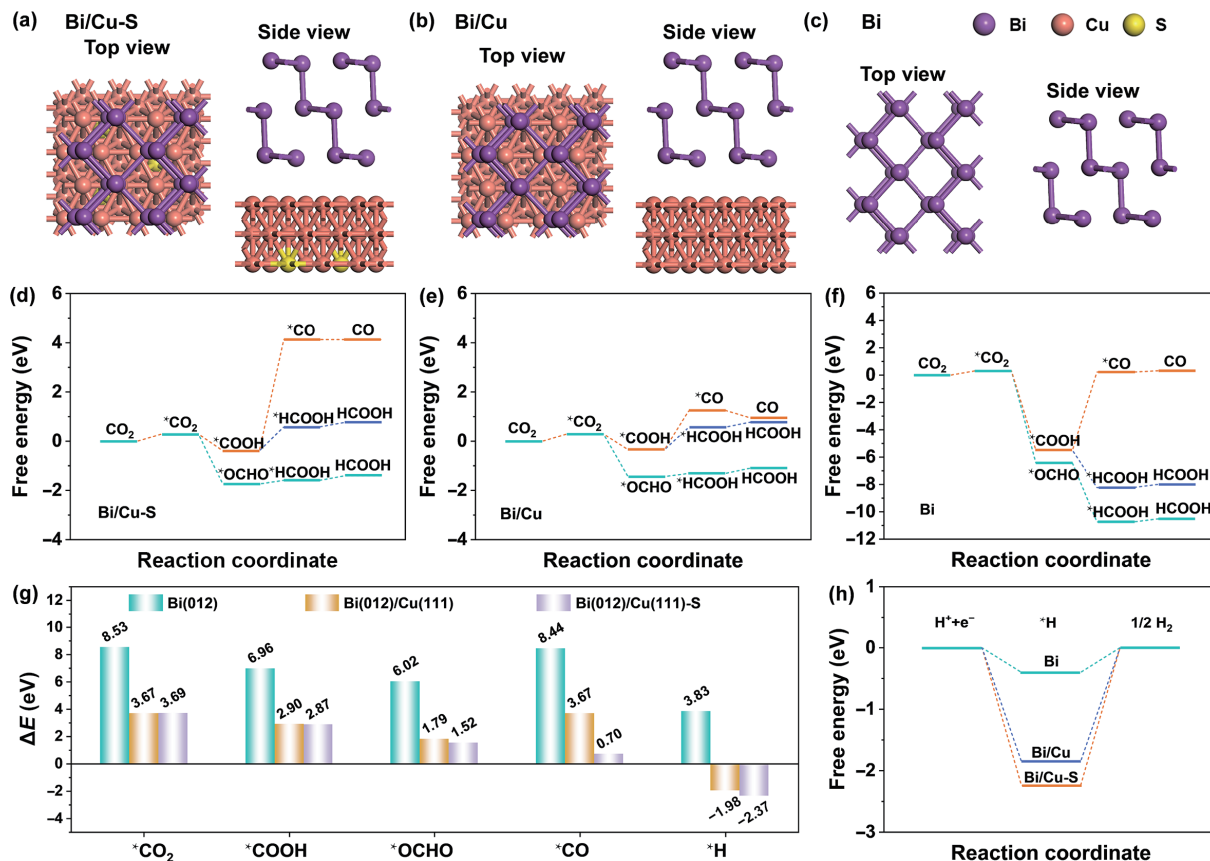 (a) Bi/Cu-S
Top view
Side view
(b) Bi/Cu
Top view
Side view
(c) Bi
Bi Cu S
Top view
Side view
(d)
Free energy (eV)
6
4
2
0
−2
−4
CO2
*CO2
*COOH
*OCHO
*CO
CO
*HCOOH
HCOOH
*HCOOH
HCOOH
Bi/Cu-S
Reaction coordinate
(e)
Free energy (eV)
6
4
2
0
−2
−4
CO2
*CO2
*COOH
*OCHO
*CO
CO
*HCOOH
HCOOH
*HCOOH
HCOOH
Bi/Cu
Reaction coordinate
(f)
Free energy (eV)
6
4
2
0
−2
−4
−6
−8
−10
−12
CO2
*CO2
*COOH
*OCHO
*CO
CO
*HCOOH
HCOOH
*HCOOH
HCOOH
Bi
Reaction coordinate
(g)
ΔE (eV)
12
10
8
6
4
2
0
−2
−4
Bi(012)
Bi(012)/Cu(111)
Bi(012)/Cu(111)-S
8.53
3.67
3.69
6.96
2.90
2.87
6.02
1.79
1.52
8.44
3.67
0.70
3.83
−1.98
−2.37
*CO2
*COOH
*OCHO
*CO
*H
(h)
Free energy (eV)
1
0
−1
−2
−3
H⁺+e⁻
*H
1/2 H2
Bi
Bi/Cu
Bi/Cu-S
Reaction coordinate